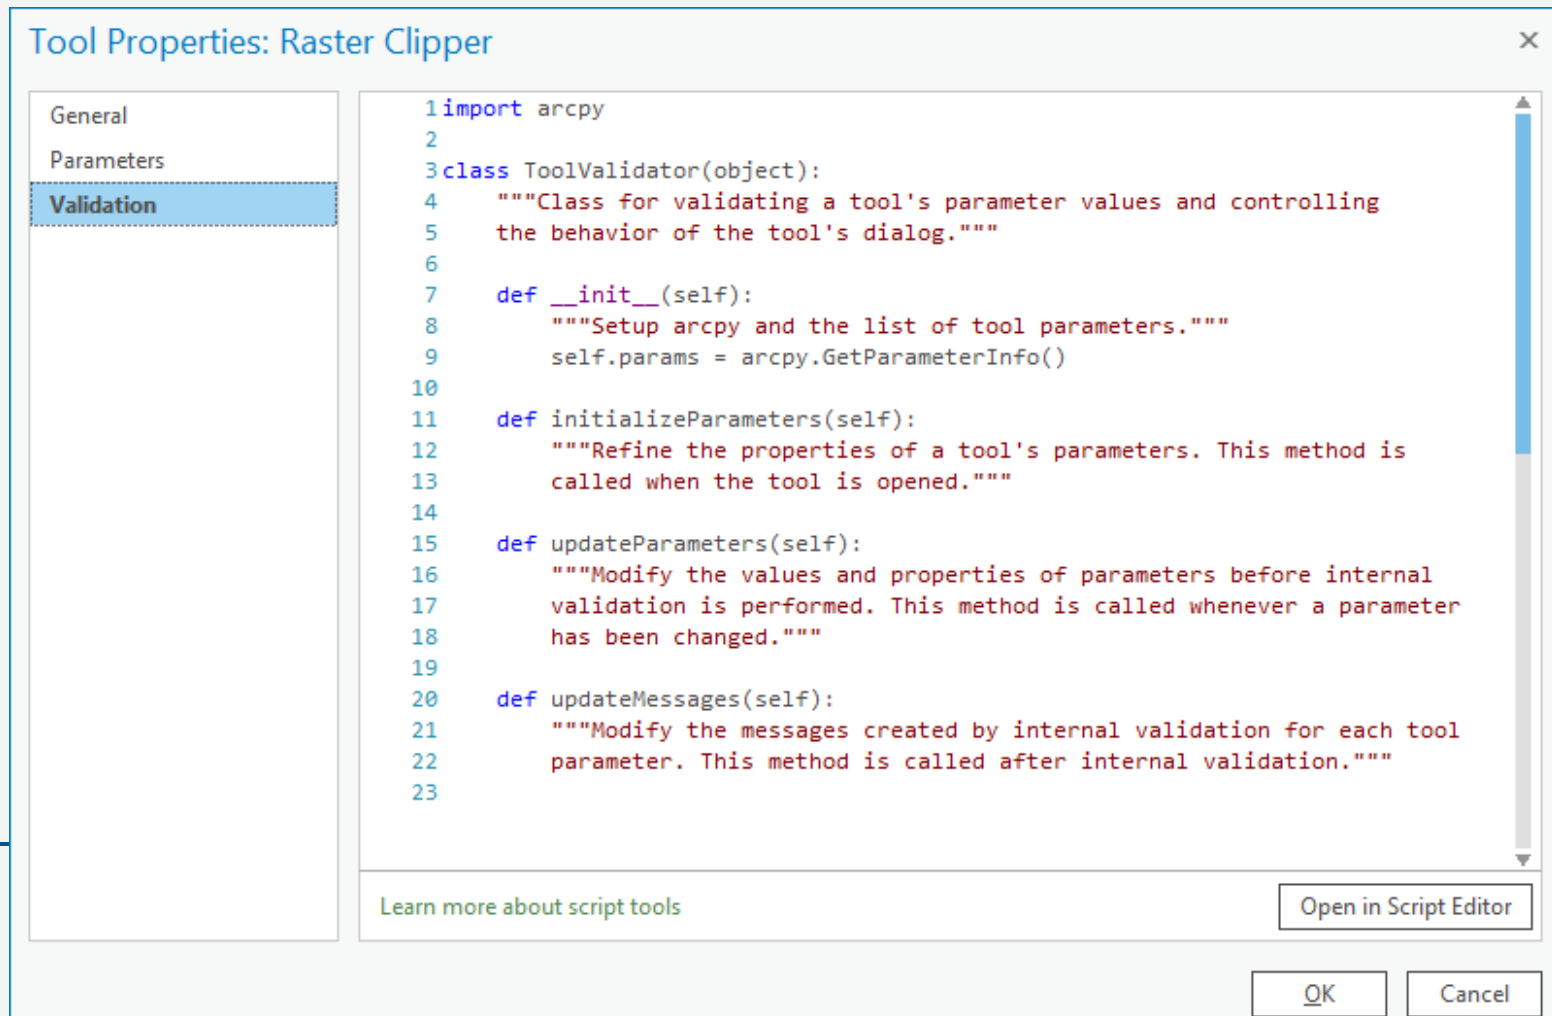 Tool Properties: Raster Clipper
General
Parameters
Validation
1 import arcpy
2
3 class ToolValidator(object):
4     """Class for validating a tool's parameter values and controlling
5     the behavior of the tool's dialog."""
6
7     def __init__(self):
8         """Setup arcpy and the list of tool parameters."""
9         self.params = arcpy.GetParameterInfo()
10
11     def initializeParameters(self):
12         """Refine the properties of a tool's parameters. This method is
13         called when the tool is opened."""
14
15     def updateParameters(self):
16         """Modify the values and properties of parameters before internal
17         validation is performed. This method is called whenever a parameter
18         has been changed."""
19
20     def updateMessages(self):
21         """Modify the messages created by internal validation for each tool
22         parameter. This method is called after internal validation."""
23
Learn more about script tools
Open in Script Editor
OK
Cancel